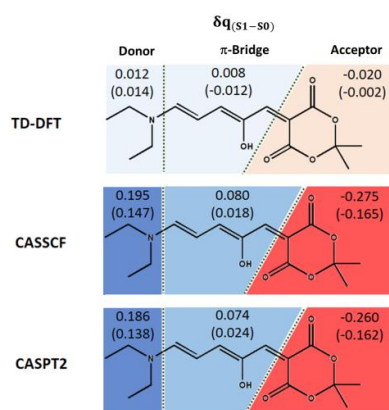 δq(S1−S0)
Donor π-Bridge Acceptor
TD-DFT
0.012 0.008 -0.020
(0.014) (-0.012) (-0.002)
N OH O O O O
CASSCF
0.195 0.080 -0.275
(0.147) (0.018) (-0.165)
N OH O O O O
CASPT2
0.186 0.074 -0.260
(0.138) (0.024) (-0.162)
N OH O O O O